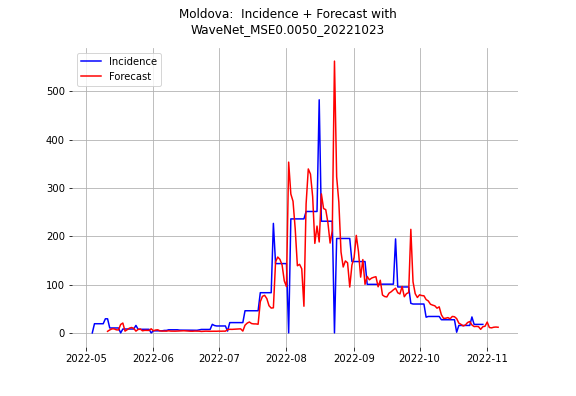 Moldova:  Incidence + Forecast with
WaveNet_MSE0.0050_20221023
Incidence
Forecast
500
400
300
200
100
0
2022-05 2022-06 2022-07 2022-08 2022-09 2022-10 2022-11